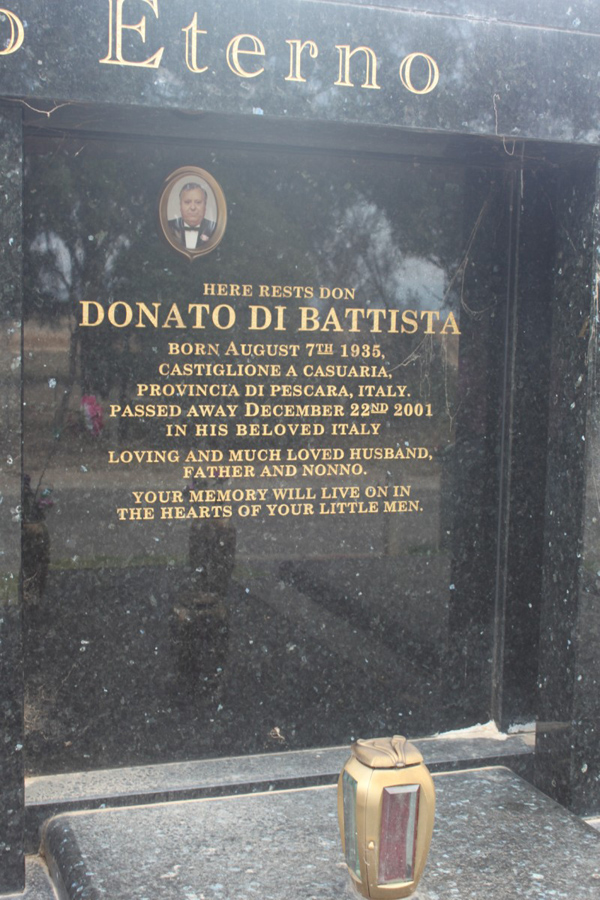 o Eterno
HERE RESTS DON
DONATO DI BATTISTA
BORN AUGUST 7TH 1935,
CASTIGLIONE A CASUARIA,
PROVINCIA DI PESCARA, ITALY.
PASSED AWAY DECEMBER 22ND 2001
IN HIS BELOVED ITALY
LOVING AND MUCH LOVED HUSBAND,
FATHER AND NONNO.
YOUR MEMORY WILL LIVE ON IN
THE HEARTS OF YOUR LITTLE MEN.